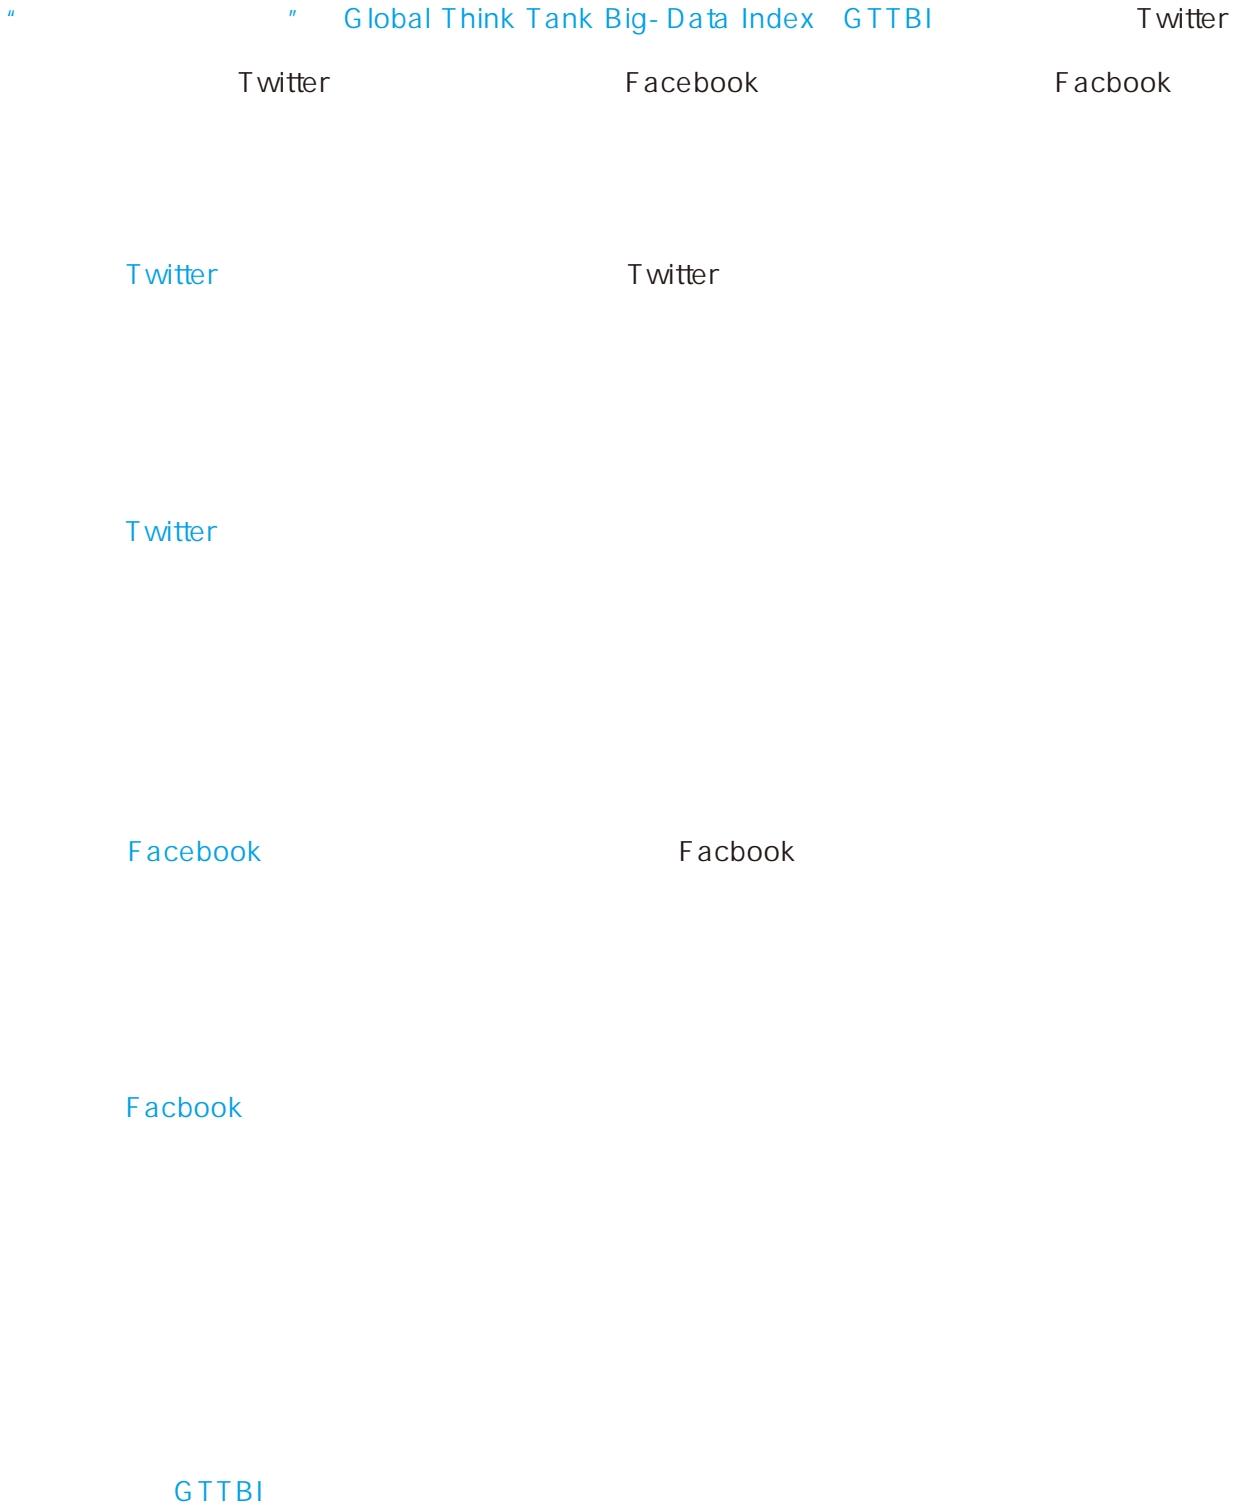 “ ” Global Think Tank Big-Data Index GTTBI Twitter
Twitter Facebook Facbook
Twitter Twitter
Twitter
Facebook Facbook
Facbook
GTTBI